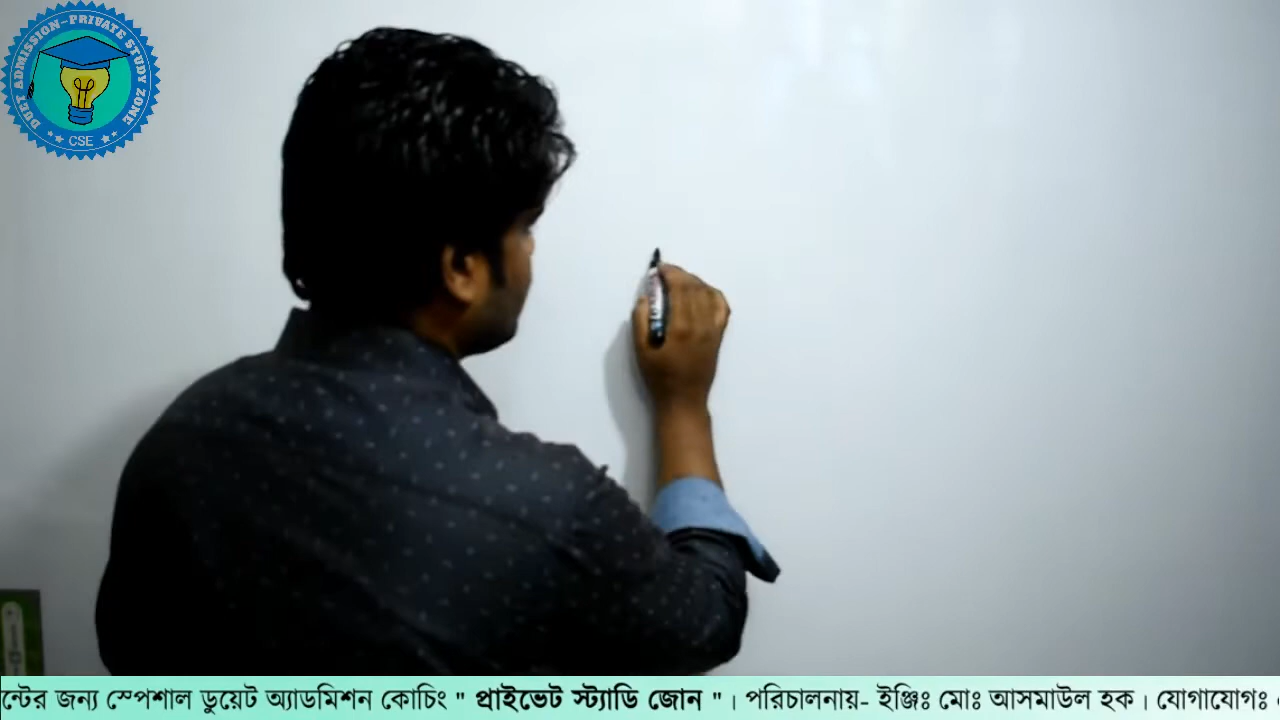 DUET ADMISSION-PRIVATE STUDY ZONE
CSE
ন্টের জন্য স্পেশাল ডুয়েট অ্যাডমিশন কোচিং " প্রাইভেট স্ট্যাডি জোন "। পরিচালনায়- ইঞ্জিঃ মোঃ আসমাউল হক। যোগাযোগঃ